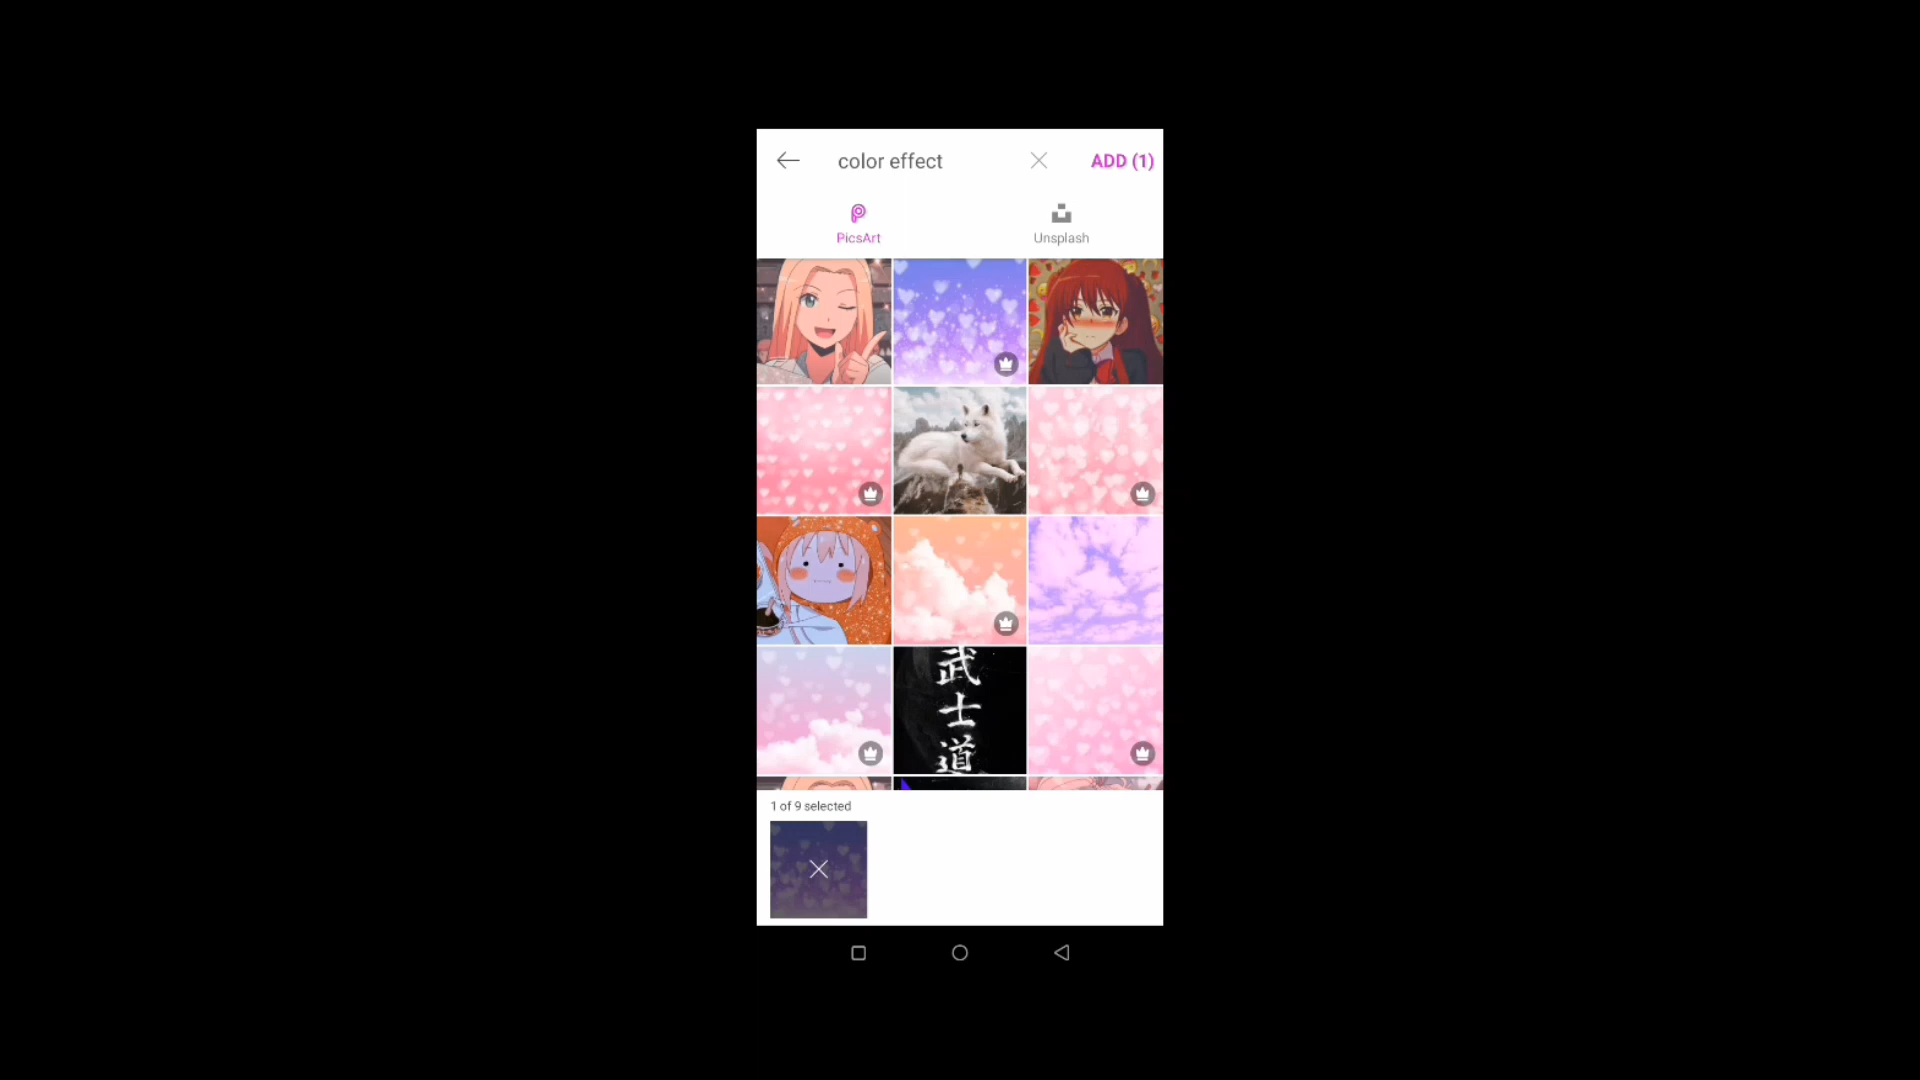 color effect
ADD (1)
PicsArt
Unsplash
武
士
道
1 of 9 selected